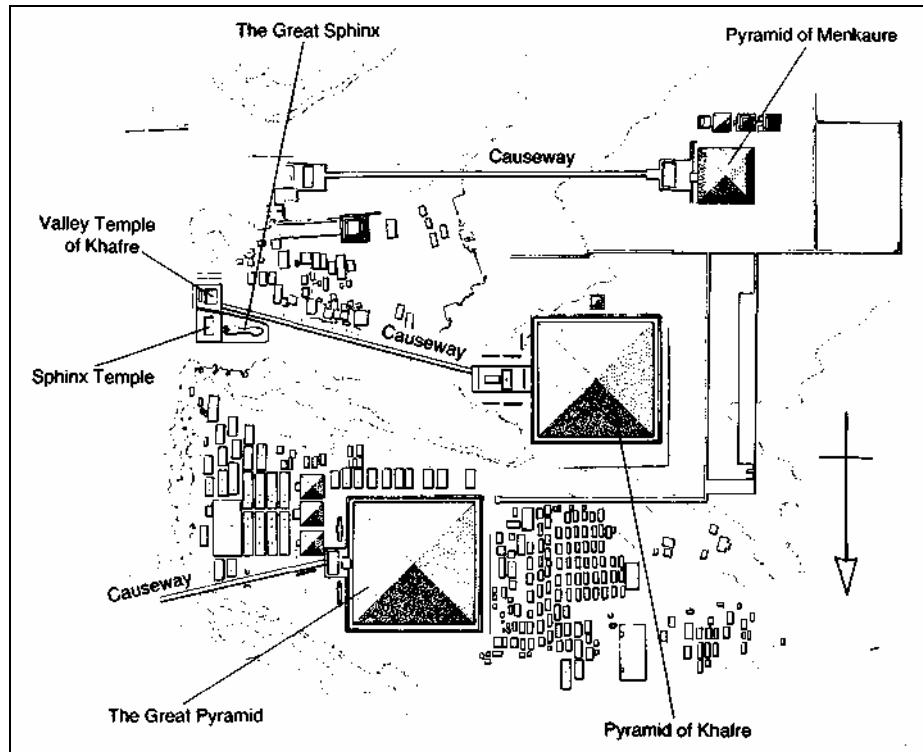 The Great Sphinx
Pyramid of Menkaure
Causeway
Valley Temple
of Khafre
Causeway
Sphinx Temple
Causeway
The Great Pyramid
Pyramid of Khafre